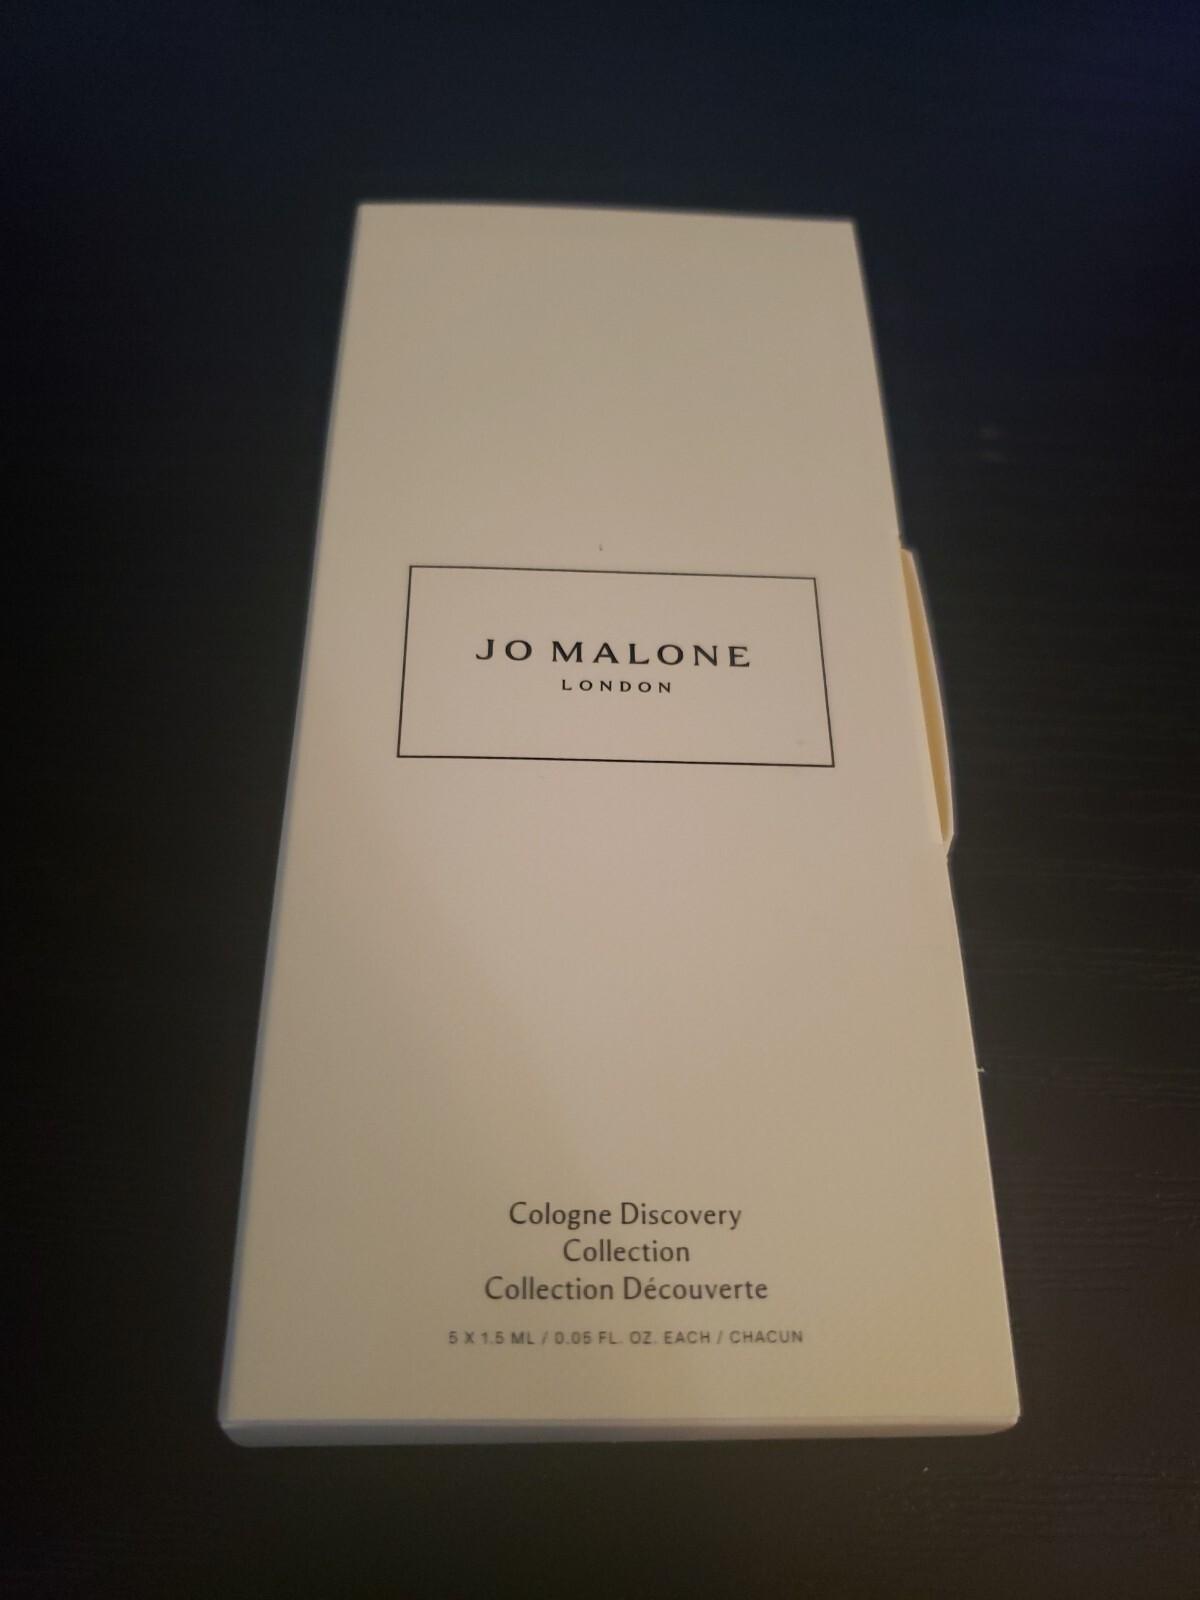 JO MALONE
LONDON
Cologne Discovery
Collection
Collection Découverte
5 X 1.5 ML / 0.05 FL. OZ. EACH / CHACUN